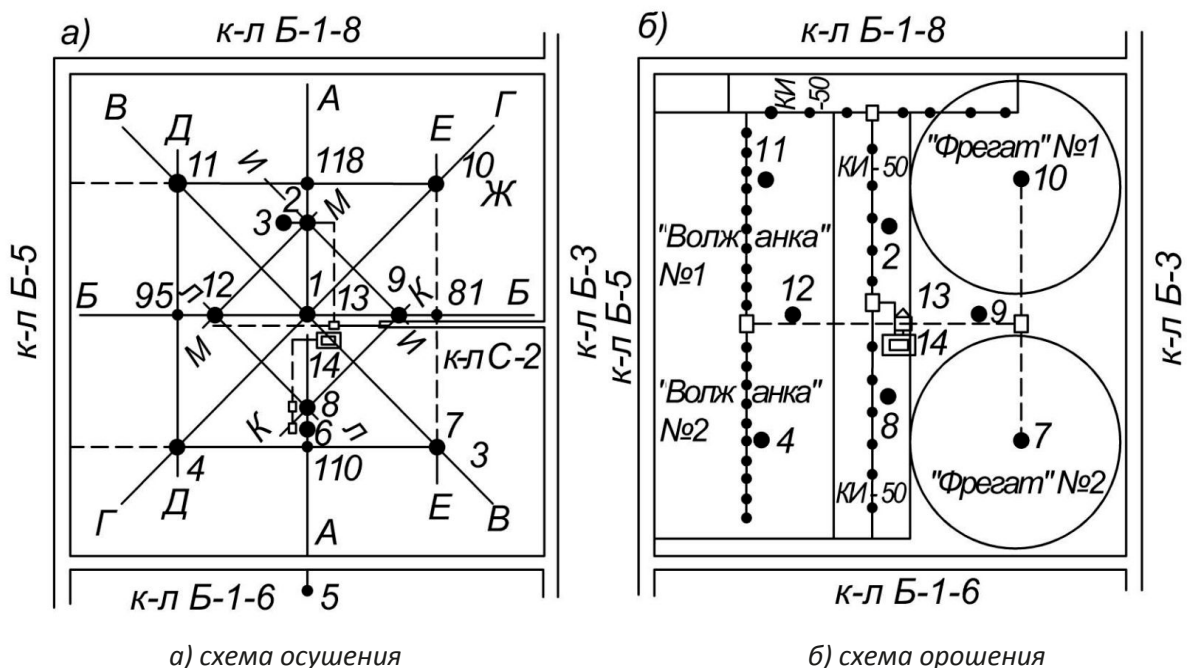 а)
к-л Б-1-8
В
Д
А
Е
Г
11
И
118
10
Ж
2
М
3
к-л Б-5
к-л Б-3
Б
95
Л
12
1
13
9
К
81
Б
М
И
к-л С-2
14
8
К
6
Л
7
З
4
110
Г
Д
А
Е
В
к-л Б-1-6
5
а) схема осушения
б)
к-л Б-1-8
КИ
-50
11
КИ-50
"Фрегат" №1
10
"Волжанка"
№1
2
к-л Б-5
к-л Б-3
12
13
9
14
"Волжанка"
№2
8
4
7
КИ-50
"Фрегат" №2
к-л Б-1-6
б) схема орошения